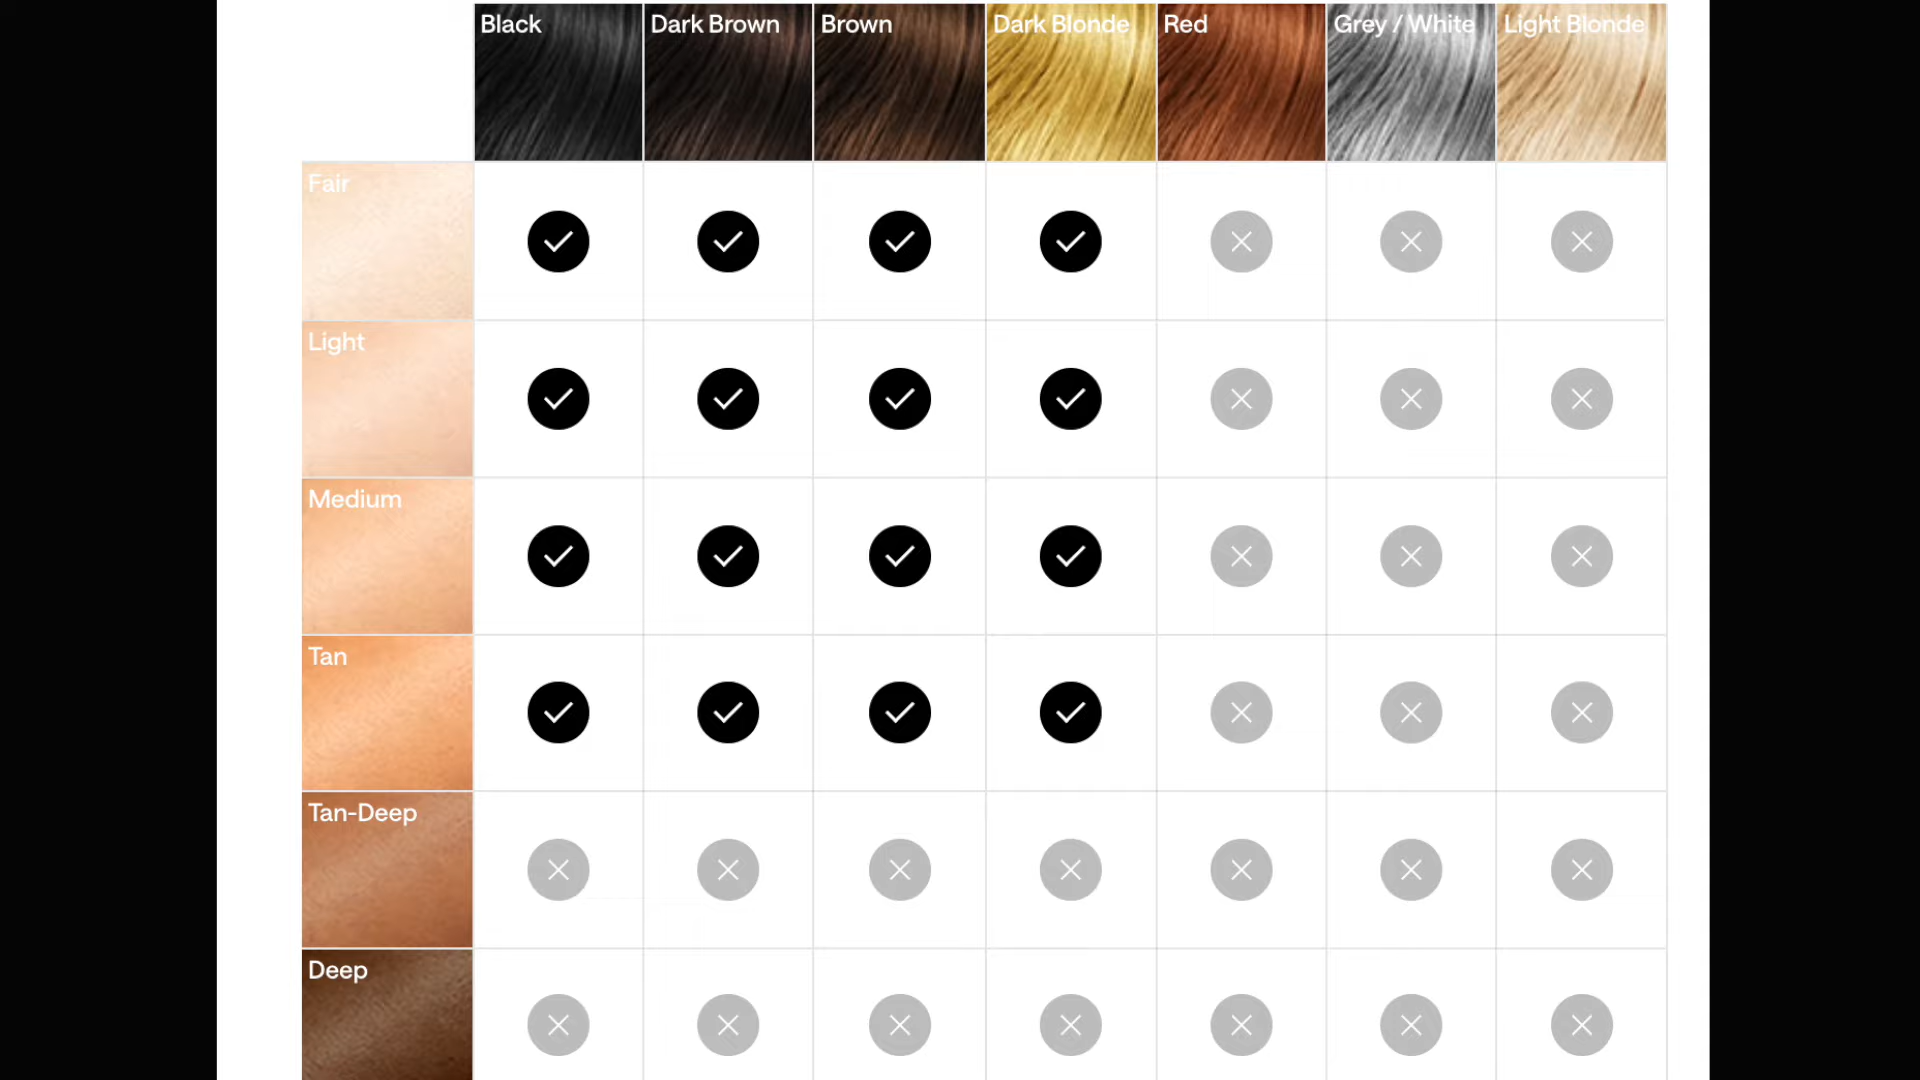 Black
Dark Brown
Brown
Dark Blonde
Red
Grey / White
Light Blonde
Fair
Light
Medium
Tan
Tan-Deep
Deep